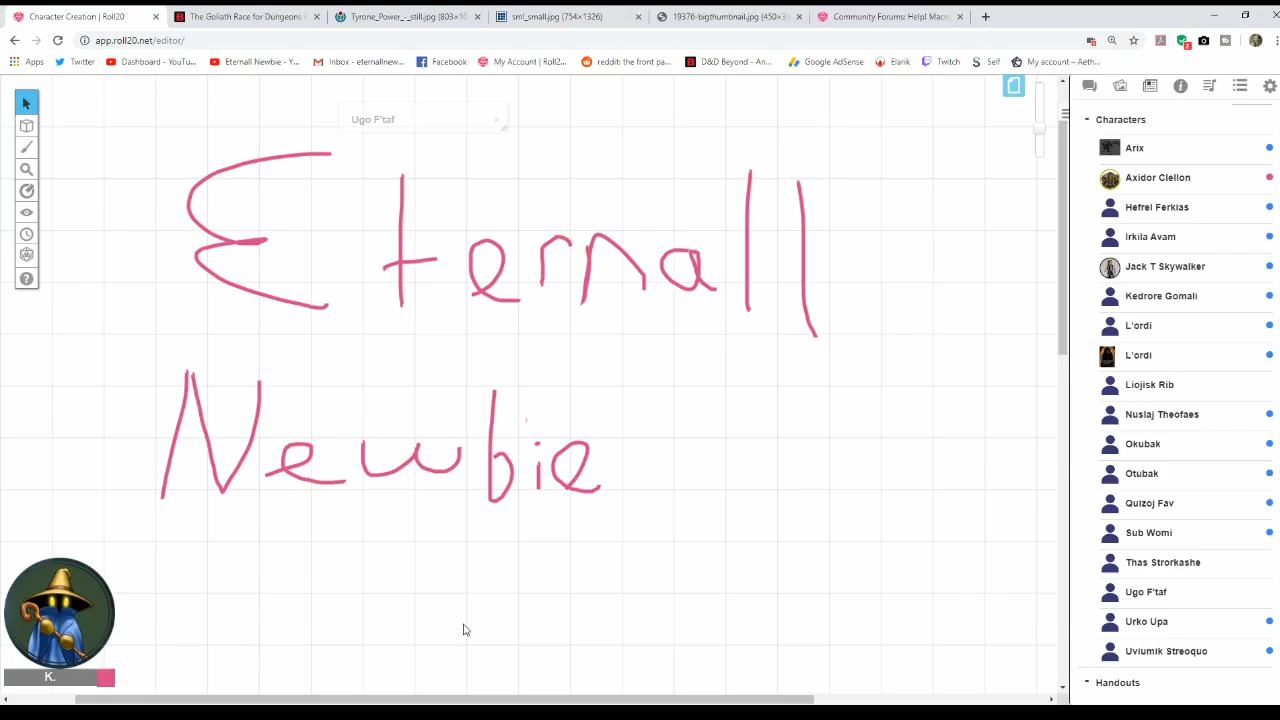 Character Creation | Roll20
The Goliath Race for Dungeons &
Tyrone_Power_-_still.jpg (803×10
sml_small.jpg (754×1326)
19376-bigthumbnail.jpg (450×33
Community Forums: Help! Macr
app.roll20.net/editor/
Apps Twitter Dashboard - YouTu... Eternall Newbie - Y... Inbox - eternallnew... Facebook My Account | Roll2... reddit: the front pa... D&D Beyond - An... Google AdSense Elarik Twitch Self My account – Aeth...
Ugo F'taf
Eternall
Newbie
K.
Characters
Arix
Axidor Clellon
Hefrel Ferkias
Irkila Avam
Jack T Skywalker
Kedrore Gomali
L'ordi
L'ordi
Liojisk Rib
Nuslaj Theofaes
Okubak
Otubak
Quizoj Fav
Sub Womi
Thas Strorkashe
Ugo F'taf
Urko Upa
Uvlumik Streoquo
Handouts